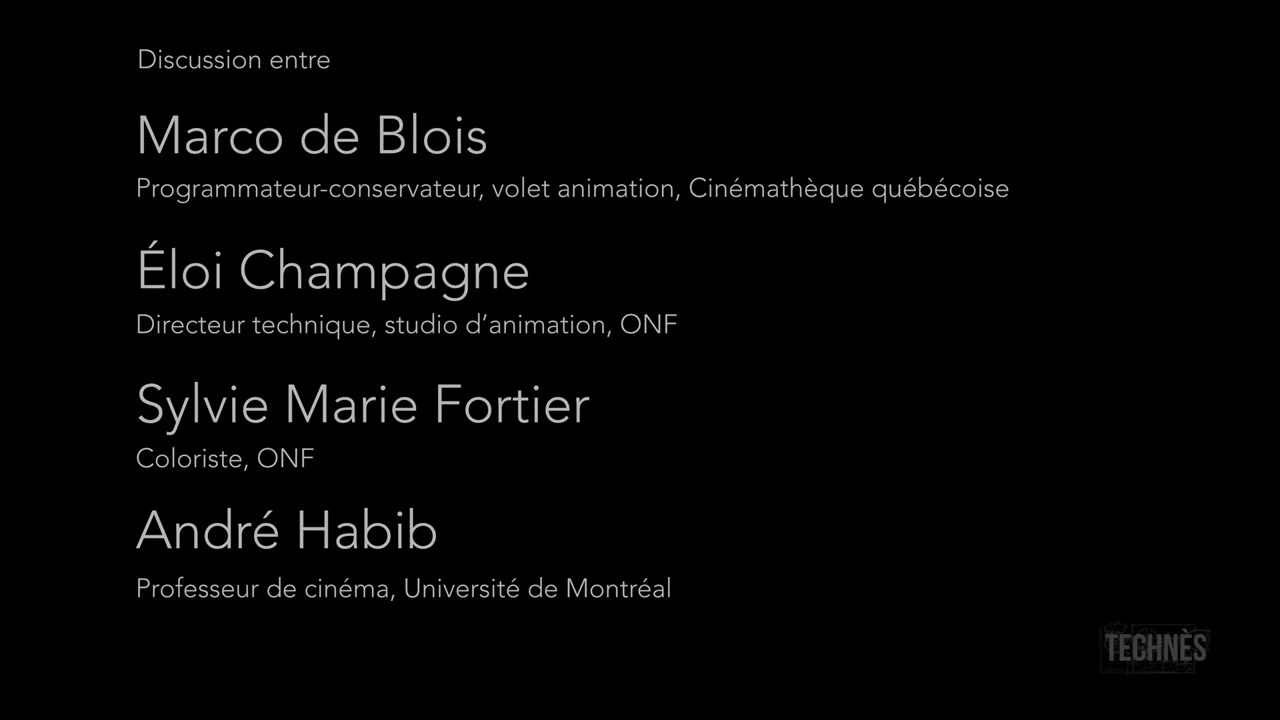 Discussion entre
Marco de Blois
Programmateur-conservateur, volet animation, Cinémathèque québécoise
Éloi Champagne
Directeur technique, studio d’animation, ONF
Sylvie Marie Fortier
Coloriste, ONF
André Habib
Professeur de cinéma, Université de Montréal
TECHNÈS